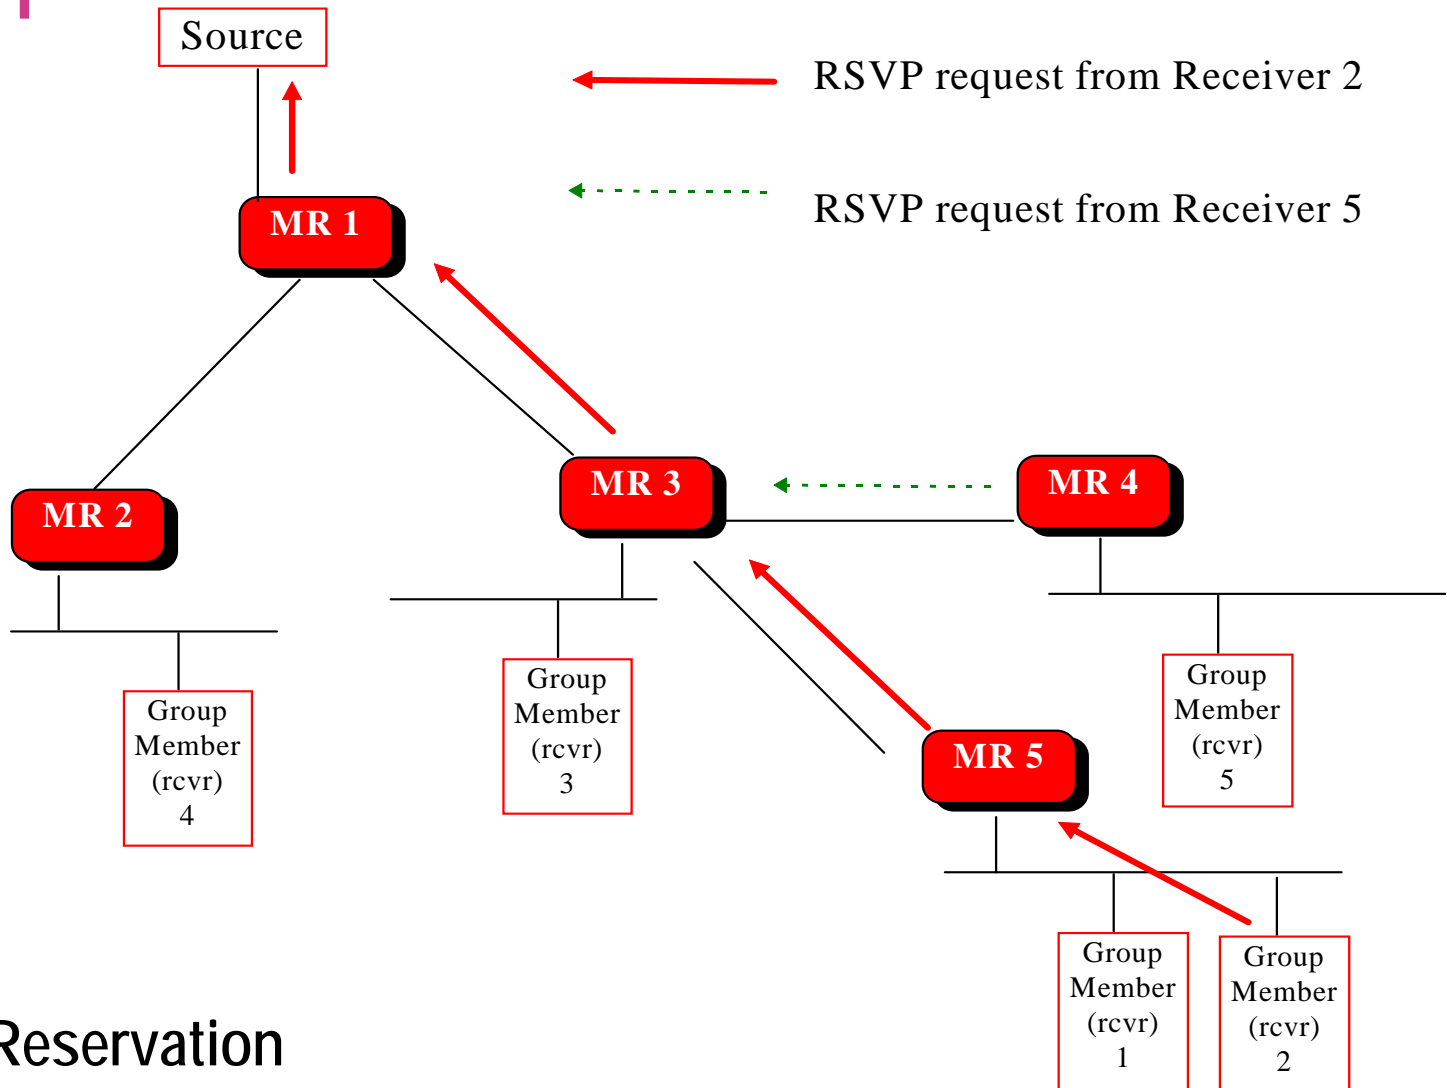 Source
RSVP request from Receiver 2
RSVP request from Receiver 5
MR 1
MR 3
MR 4
MR 2
Group
Member
(rcvr)
4
Group
Member
(rcvr)
3
Group
Member
(rcvr)
5
MR 5
Group
Member
(rcvr)
1
Group
Member
(rcvr)
2
Reservation